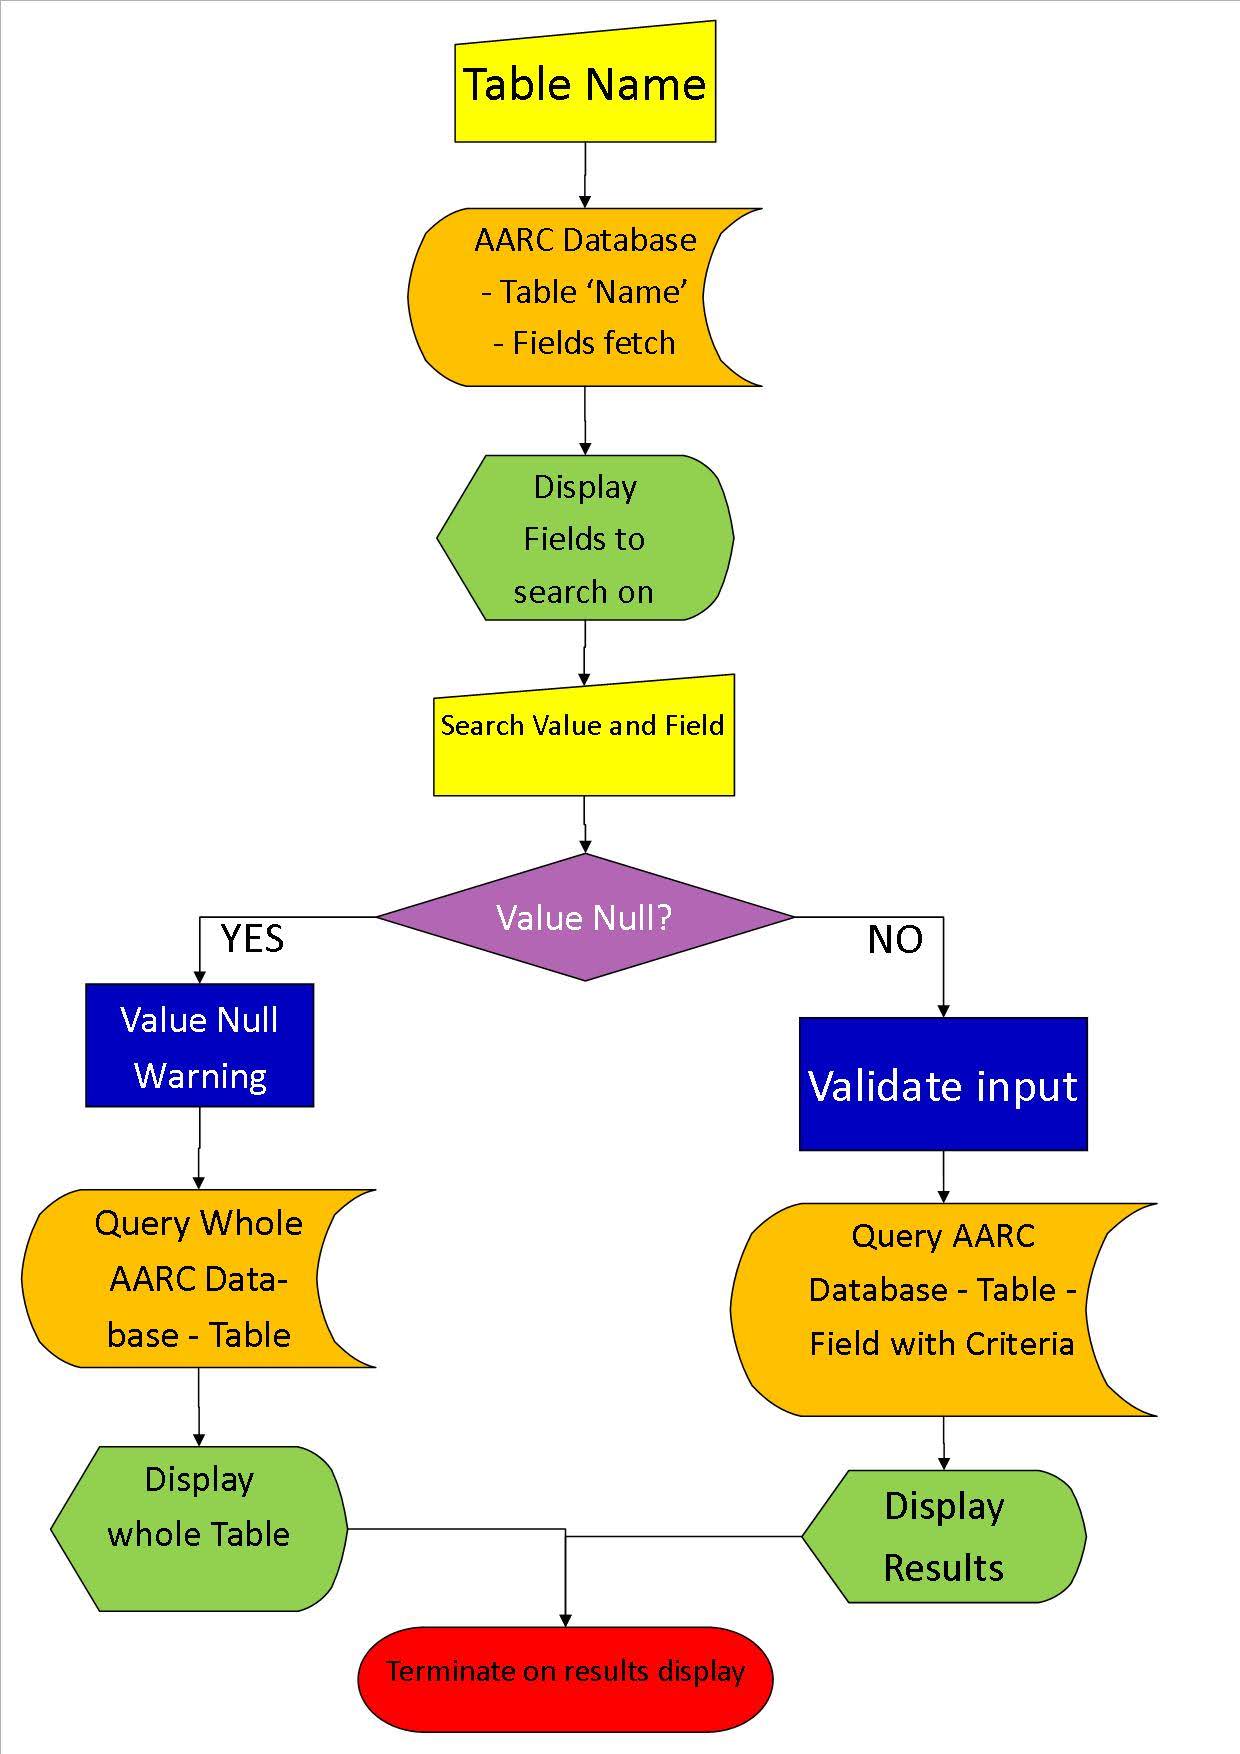 Table Name
AARC Database
- Table ‘Name’
- Fields fetch
Display
Fields to
search on
Search Value and Field
Value Null?
YES
NO
Value Null
Warning
Validate input
Query Whole
AARC Data-
base - Table
Query AARC
Database - Table -
Field with Criteria
Display
whole Table
Display
Results
Terminate on results display